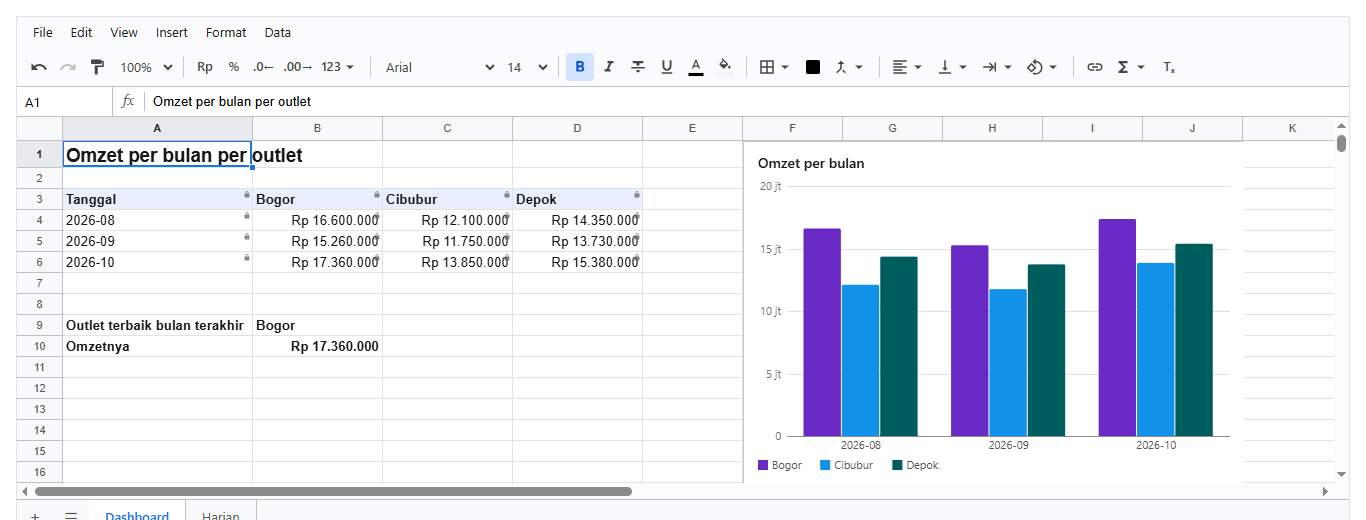 File Edit View Insert Format Data
100% Rp % .0← .00→ 123 Arial 14 B I U A Σ Tx
A1 fx Omzet per bulan per outlet
A B C D E F G H I J K
1 Omzet per bulan per outlet
2
3 Tanggal Bogor Cibubur Depok
4 2026-08 Rp 16.600.000 Rp 12.100.000 Rp 14.350.000
5 2026-09 Rp 15.260.000 Rp 11.750.000 Rp 13.730.000
6 2026-10 Rp 17.360.000 Rp 13.850.000 Rp 15.380.000
7
8
9 Outlet terbaik bulan terakhir Bogor
10 Omzetnya Rp 17.360.000
11
12
13
14
15
16
Omzet per bulan
20 jt
15 jt
10 jt
5 jt
0
2026-08 2026-09 2026-10
Bogor Cibubur Depok
+ Dashboard Harian